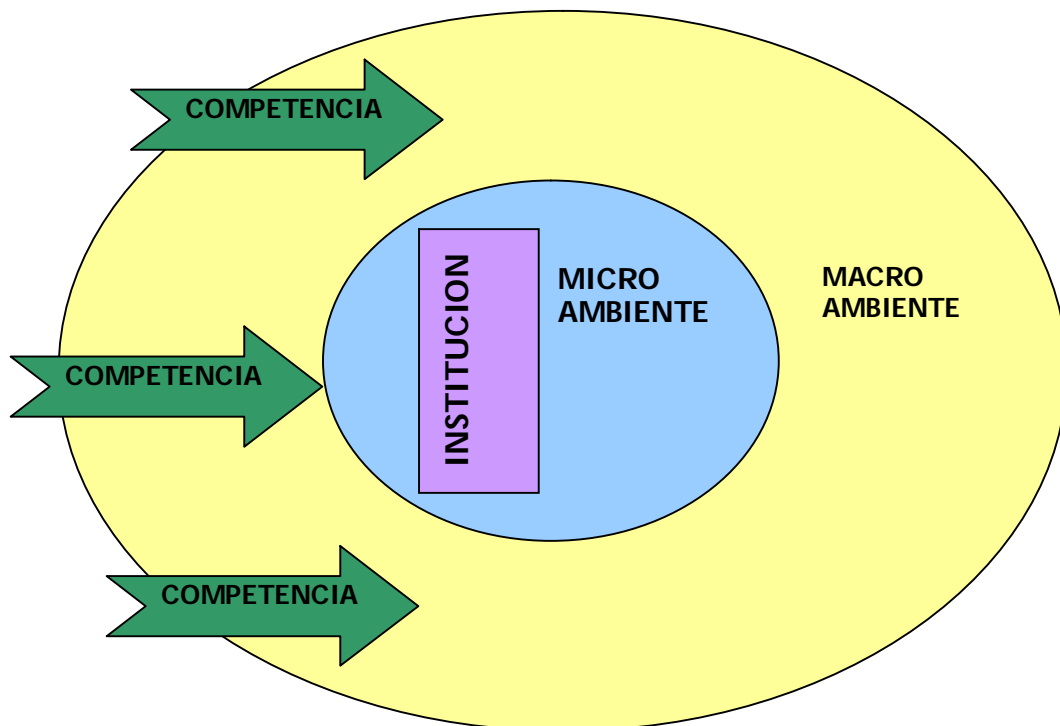 COMPETENCIA
INSTITUCION
MICRO
AMBIENTE
MACRO
AMBIENTE
COMPETENCIA
COMPETENCIA